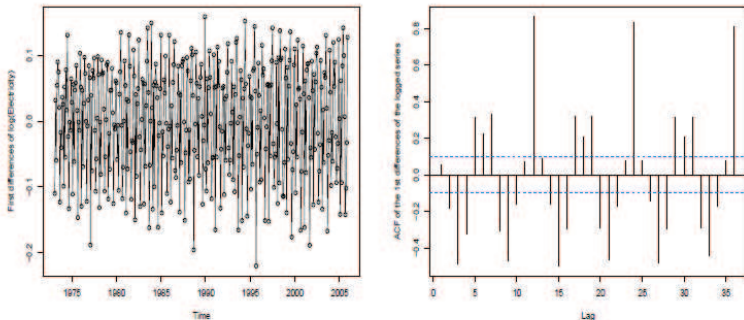 First differences of log(Electricity)
0.1
0.0
−0.1
−0.2
1975 1980 1985 1990 1995 2000 2005
Time
ACF of the 1st differences of the logged series
0.8
0.6
0.4
0.2
0.0
−0.2
−0.4
0 5 10 15 20 25 30 35
Lag